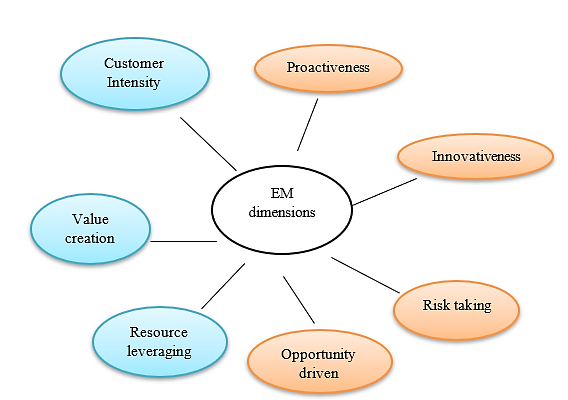 Customer
Intensity
Proactiveness
Innovativeness
EM
dimensions
Value
creation
Risk taking
Resource
leveraging
Opportunity
driven